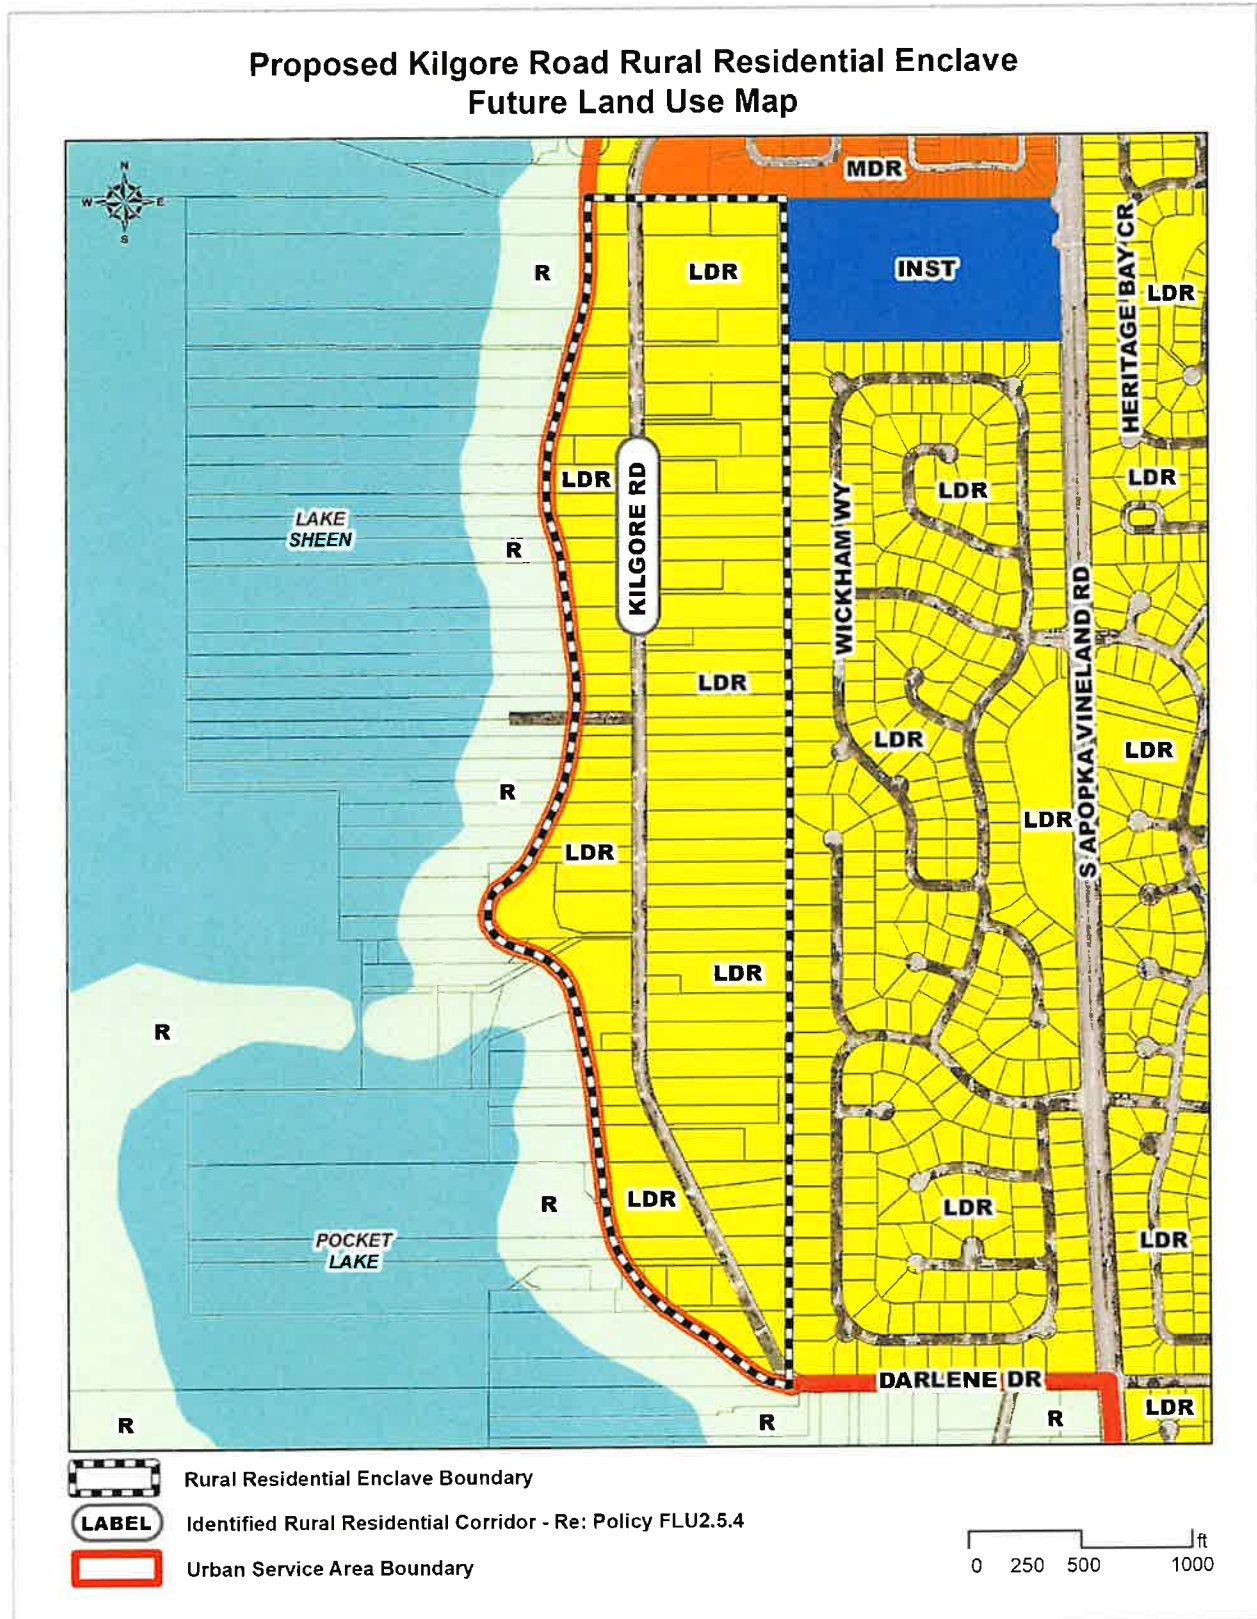 Proposed Kilgore Road Rural Residential Enclave
Future Land Use Map
N
W E
S
MDR
R
LDR
INST
HERITAGE BAY CR
LDR
LDR
KILGORE RD
WICKHAM WY
LDR
LDR
LAKE
SHEEN
R
S APOPKA VINELAND RD
LDR
LDR
LDR
R
LDR
LDR
LDR
R
R
LDR
LDR
LDR
POCKET
LAKE
DARLENE DR
R
R
R
LDR
Rural Residential Enclave Boundary
LABEL
Identified Rural Residential Corridor - Re: Policy FLU2.5.4
Urban Service Area Boundary
ft
0 250 500 1000